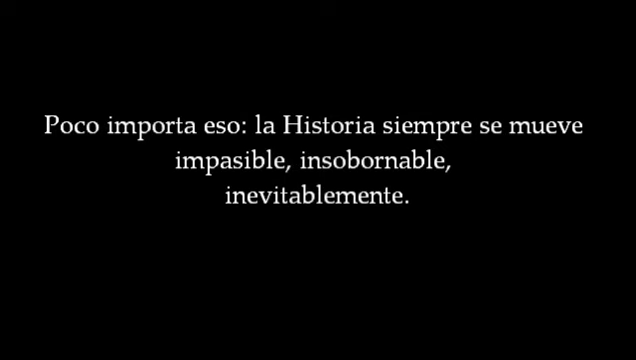 Poco importa eso: la Historia siempre se mueve
impasible, insobornable,
inevitablemente.